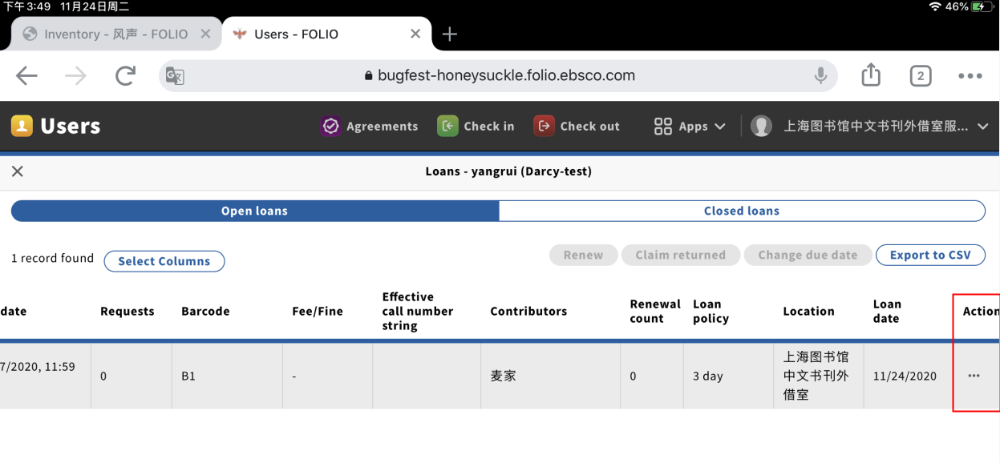 下午3:49 11月24日周二
46%
Inventory - 风声 - FOLIO
Users - FOLIO
bugfest-honeysuckle.folio.ebsco.com
2
Users
Agreements
Check in
Check out
Apps
上海图书馆中文书刊外借室服...
Loans - yangrui (Darcy-test)
Open loans
Closed loans
1 record found
Select Columns
Renew
Claim returned
Change due date
Export to CSV
date
Requests
Barcode
Fee/Fine
Effective
call number
string
Contributors
Renewal
count
Loan
policy
Location
Loan
date
Action
7/2020, 11:59
0
B1
-
麦家
0
3 day
上海图书馆
中文书刊外
借室
11/24/2020